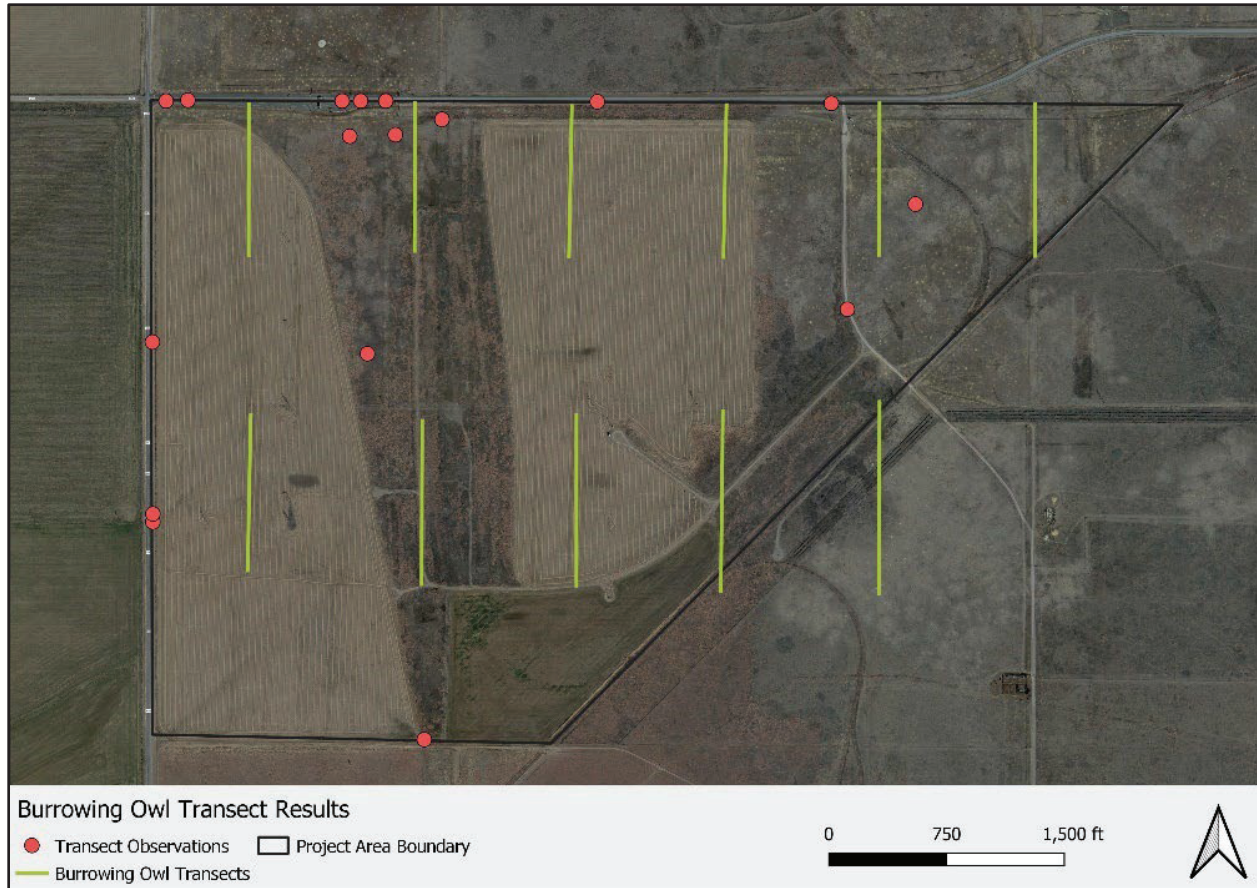 Burrowing Owl Transect Results
Transect Observations Project Area Boundary
Burrowing Owl Transects
0 750 1,500 ft